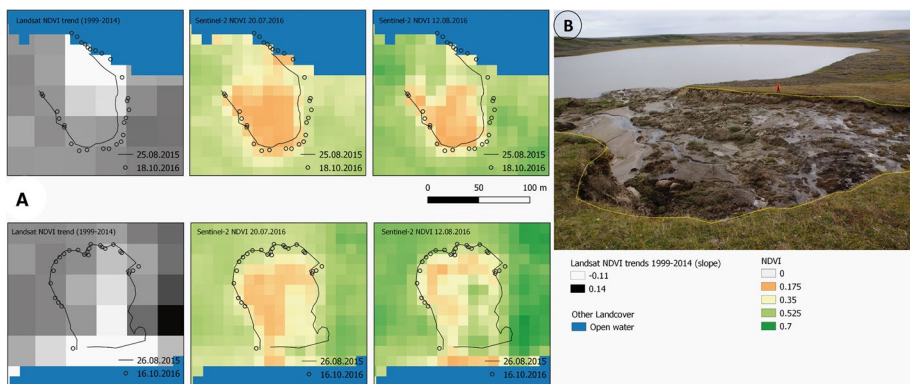 Landsat NDVI trend (1999-2014)
25.08.2015
18.10.2016
Sentinel-2 NDVI 20.07.2016
25.08.2015
18.10.2016
Sentinel-2 NDVI 12.08.2016
25.08.2015
18.10.2016
B
A
0 50 100 m
Landsat NDVI trend (1999-2014)
26.08.2015
16.10.2016
Sentinel-2 NDVI 20.07.2016
26.08.2015
16.10.2016
Sentinel-2 NDVI 12.08.2016
26.08.2015
16.10.2016
Landsat NDVI trends 1999-2014 (slope)
-0.11
0.14
Other Landcover
Open water
NDVI
0
0.175
0.35
0.525
0.7